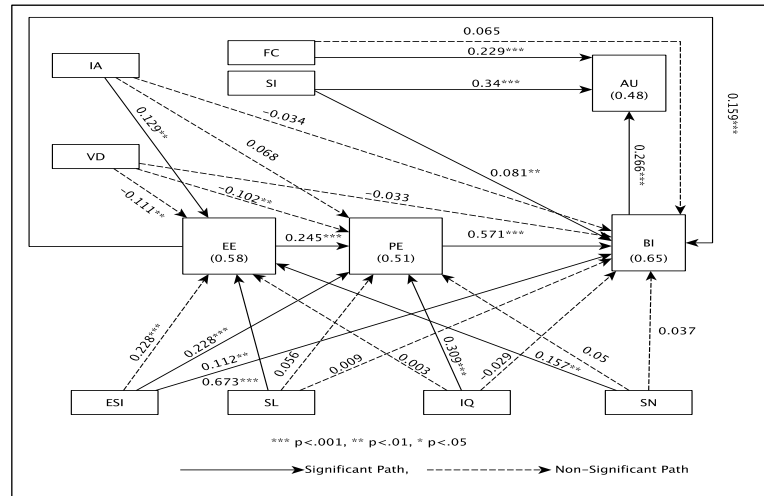 0.065
FC
0.229***
IA
AU
(0.48)
SI
0.34***
0.159***
0.129**
-0.034
0.068
VD
0.081**
0.266***
-0.111**
-0.102**
-0.033
EE
(0.58)
0.245***
PE
(0.51)
0.571***
BI
(0.65)
0.228***
0.228***
0.112**
0.673***
0.056
0.009
0.003
0.309***
-0.029
0.157**
0.05
0.037
ESI
SL
IQ
SN
*** p<.001, ** p<.01, * p<.05
Significant Path,
Non-Significant Path